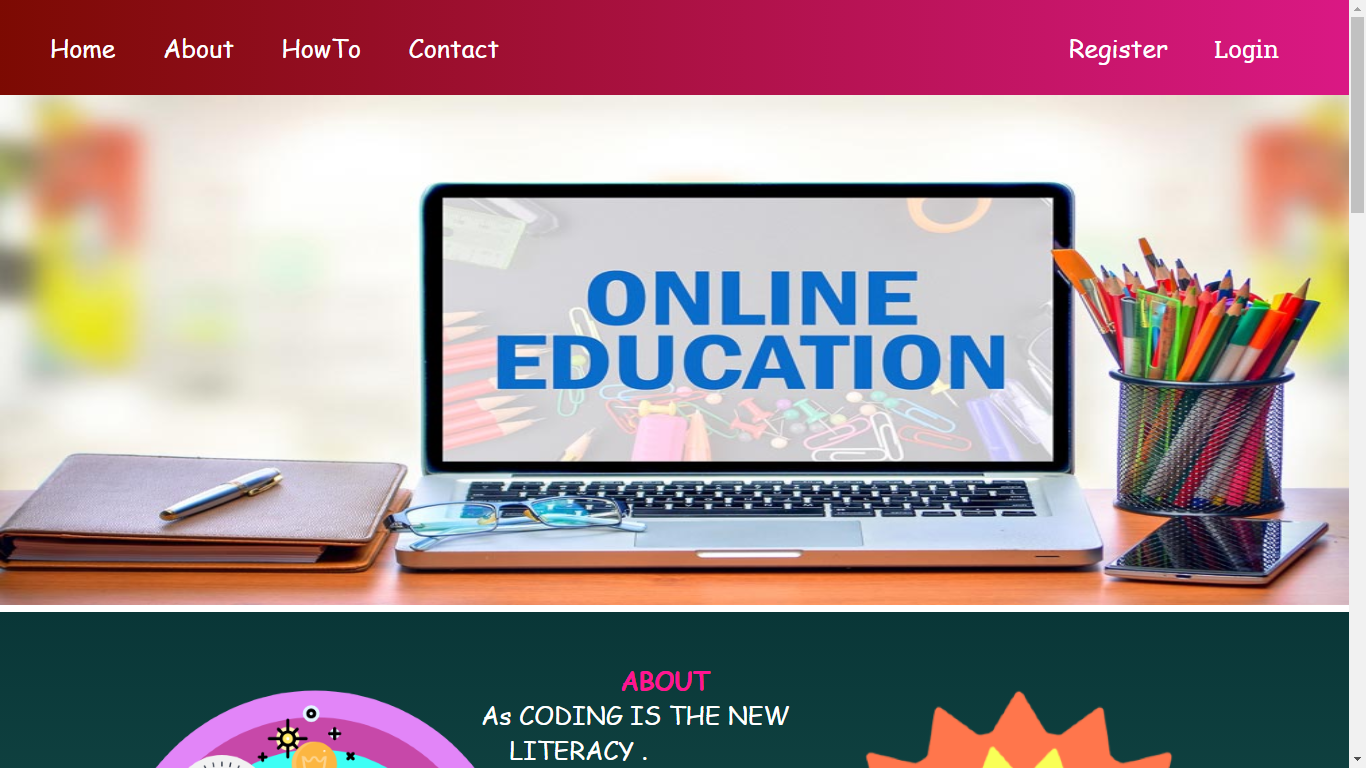 Home About HowTo Contact Register Login
ONLINE
EDUCATION
ABOUT
As CODING IS THE NEW
LITERACY .